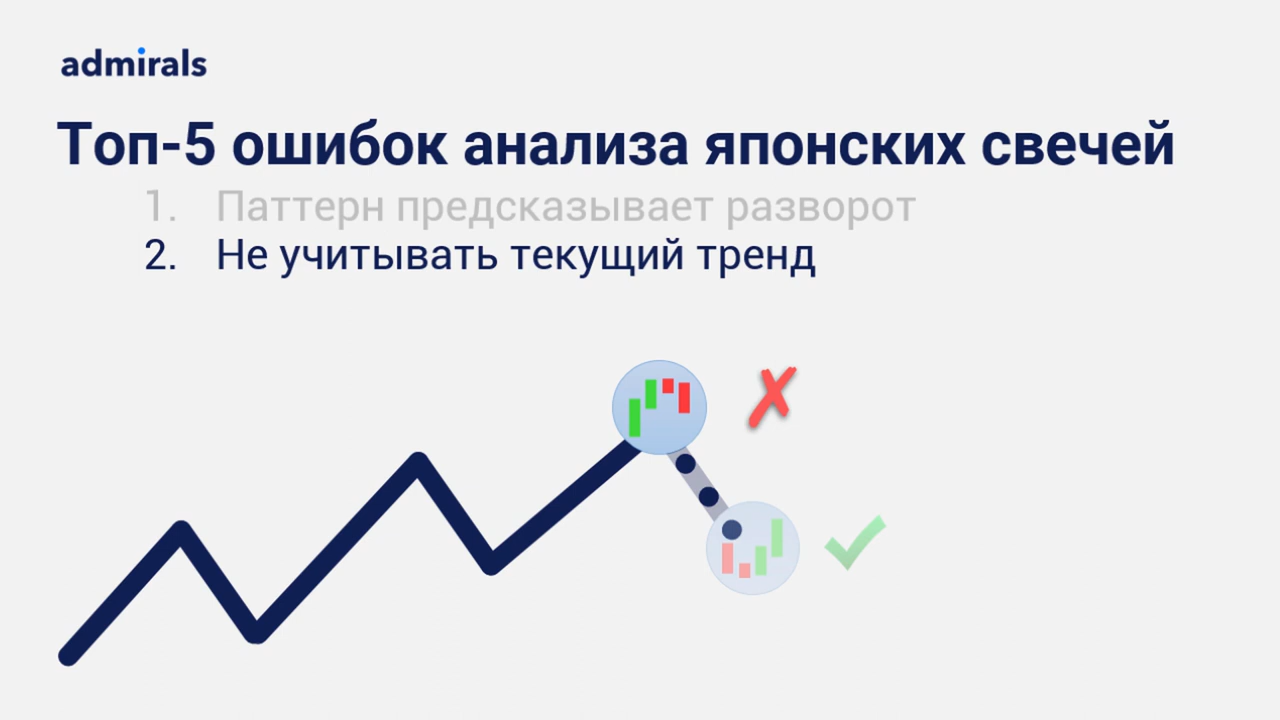 admirals
Топ-5 ошибок анализа японских свечей
1. Паттерн предсказывает разворот
2. Не учитывать текущий тренд